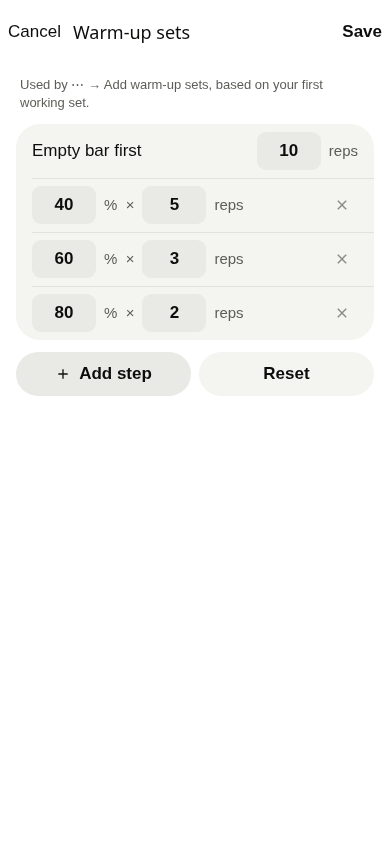 Cancel Warm-up sets Save
Used by ⋯ → Add warm-up sets, based on your first
working set.
Empty bar first 10 reps
40 % × 5 reps ×
60 % × 3 reps ×
80 % × 2 reps ×
+ Add step Reset